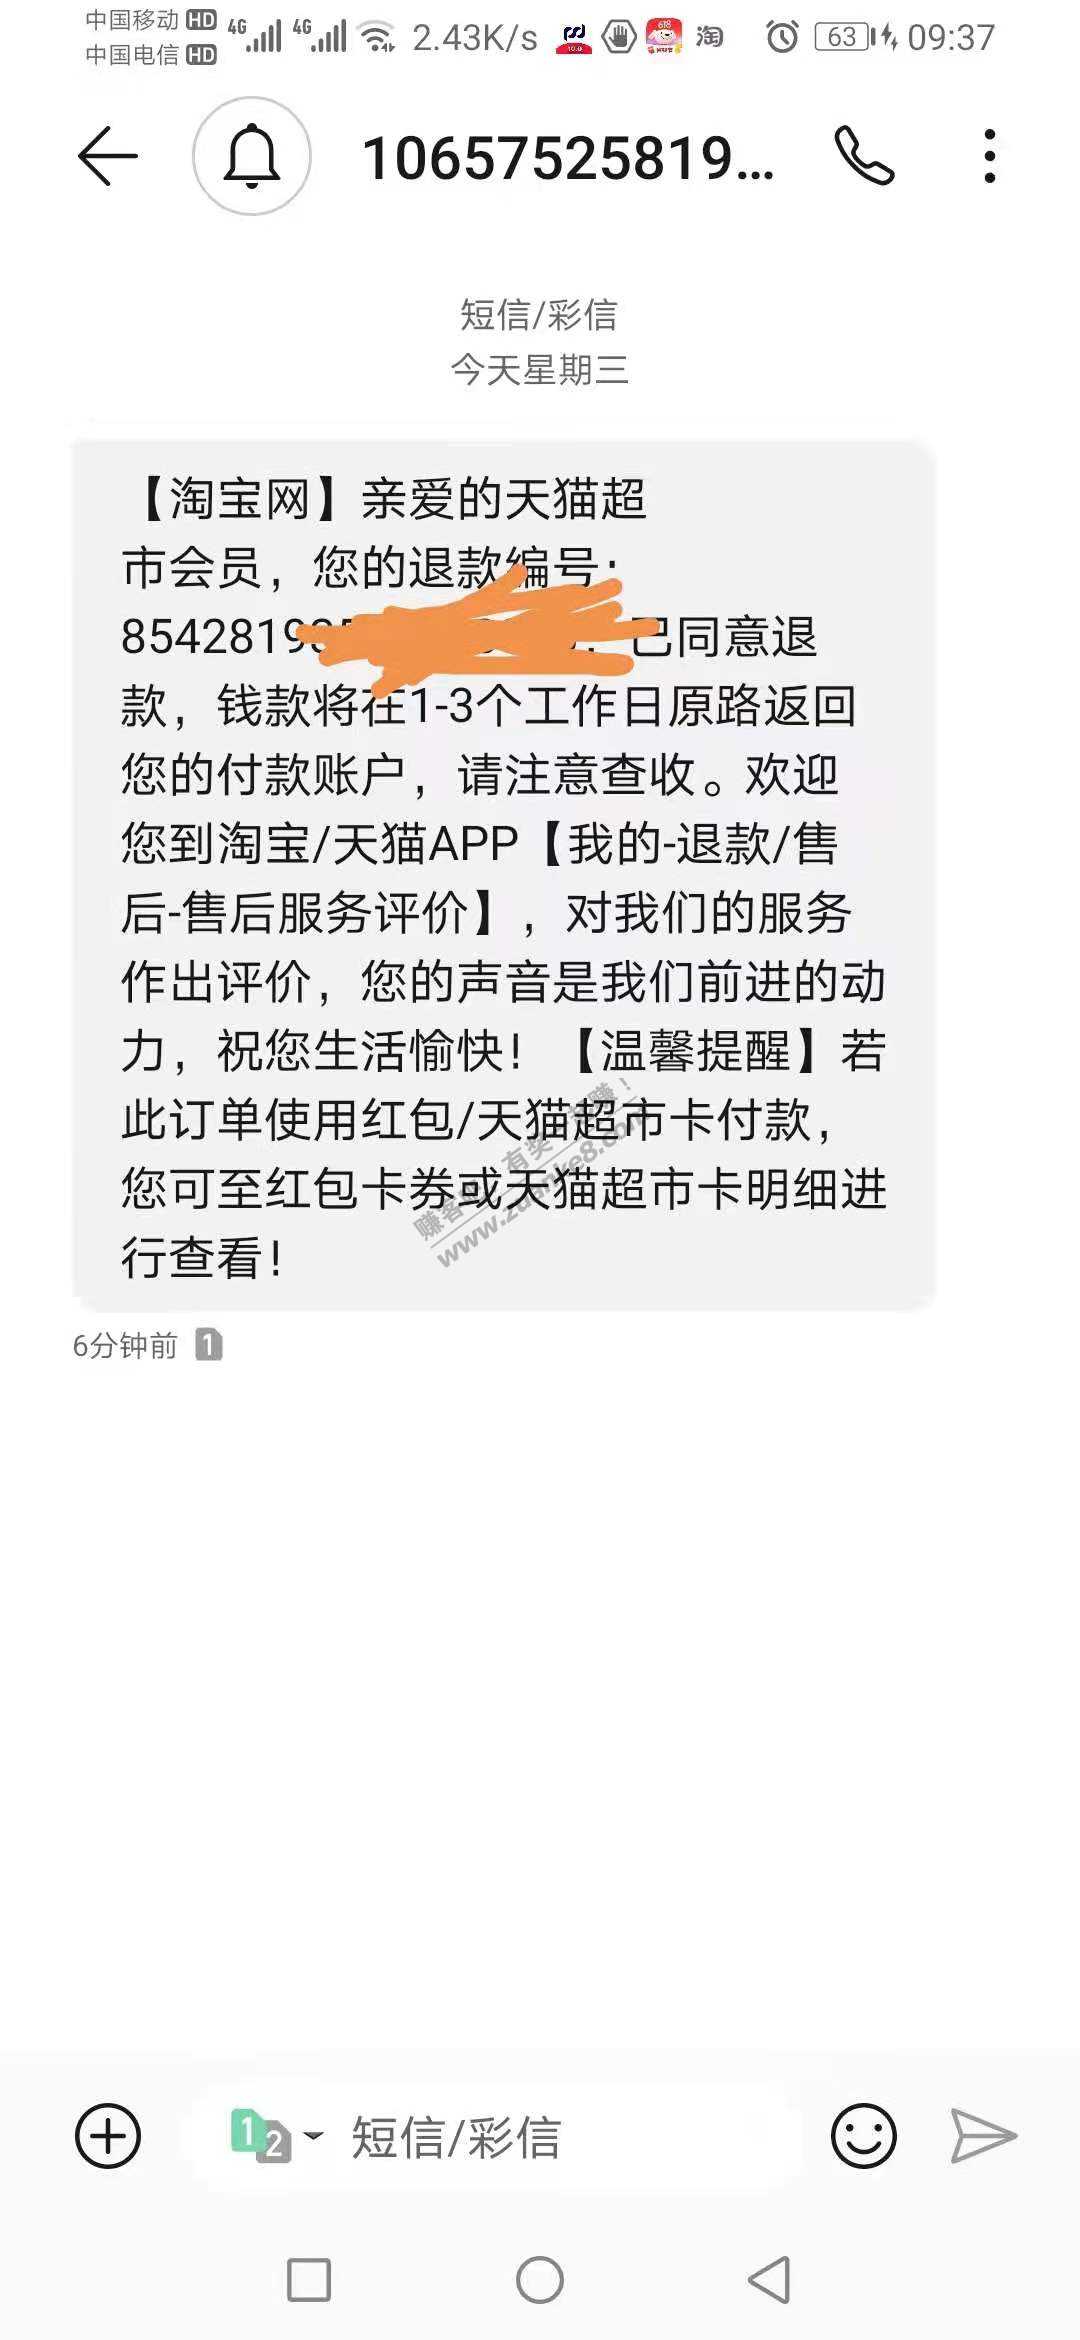 中国移动 HD 4G 4G 2.43K/s 10.0 618 淘 63 09:37
中国电信 HD
10657525819...
短信/彩信
今天星期三
【淘宝网】亲爱的天猫超
市会员，您的退款编号：
8542819 已同意退
款，钱款将在1-3个工作日原路返回
您的付款账户，请注意查收。欢迎
您到淘宝/天猫APP【我的-退款/售
后-售后服务评价】，对我们的服务
作出评价，您的声音是我们前进的动
力，祝您生活愉快！【温馨提醒】若
此订单使用红包/天猫超市卡付款，
您可至红包卡券或天猫超市卡明细进
行查看！
赚客吧，有奖一起赚！
www.zuanke8.com
6分钟前 1
1 2 短信/彩信